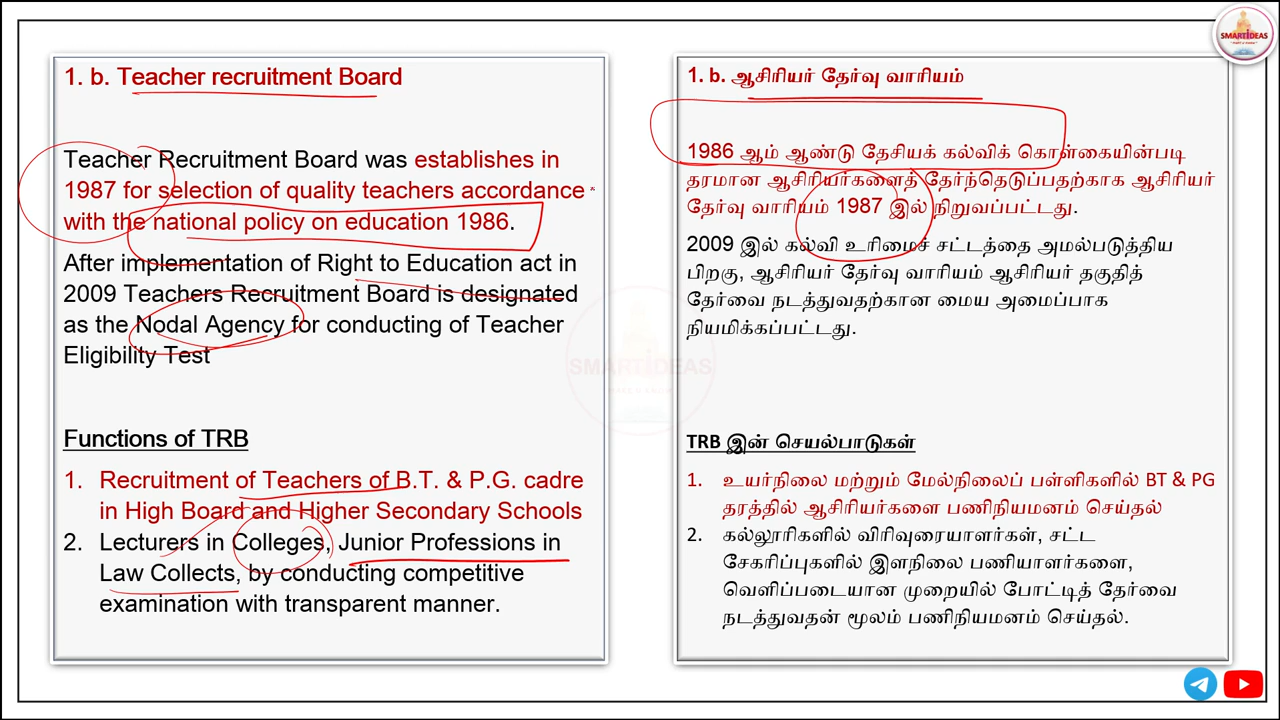 SMARTIDEAS
1. b. Teacher recruitment Board
Teacher Recruitment Board was establishes in
1987 for selection of quality teachers accordance
with the national policy on education 1986.
After implementation of Right to Education act in
2009 Teachers Recruitment Board is designated
as the Nodal Agency for conducting of Teacher
Eligibility Test
Functions of TRB
1. Recruitment of Teachers of B.T. & P.G. cadre
in High Board and Higher Secondary Schools
2. Lecturers in Colleges, Junior Professions in
Law Collects, by conducting competitive
examination with transparent manner.
1. b. ஆசிரியர் தேர்வு வாரியம்
1986 ஆம் ஆண்டு தேசியக் கல்விக் கொள்கையின்படி
தரமான ஆசிரியர்களைத் தேர்ந்தெடுப்பதற்காக ஆசிரியர்
தேர்வு வாரியம் 1987 இல் நிறுவப்பட்டது.
2009 இல் கல்வி உரிமைச் சட்டத்தை அமல்படுத்திய
பிறகு, ஆசிரியர் தேர்வு வாரியம் ஆசிரியர் தகுதித்
தேர்வை நடத்துவதற்கான மைய அமைப்பாக
நியமிக்கப்பட்டது.
TRB இன் செயல்பாடுகள்
1. உயர்நிலை மற்றும் மேல்நிலைப் பள்ளிகளில் BT & PG
தரத்தில் ஆசிரியர்களை பணிநியமனம் செய்தல்
2. கல்லூரிகளில் விரிவுரையாளர்கள், சட்ட
சேகரிப்புகளில் இளநிலை பணியாளர்களை,
வெளிப்படையான முறையில் போட்டித் தேர்வை
நடத்துவதன் மூலம் பணிநியமனம் செய்தல்.
SMARTIDEAS